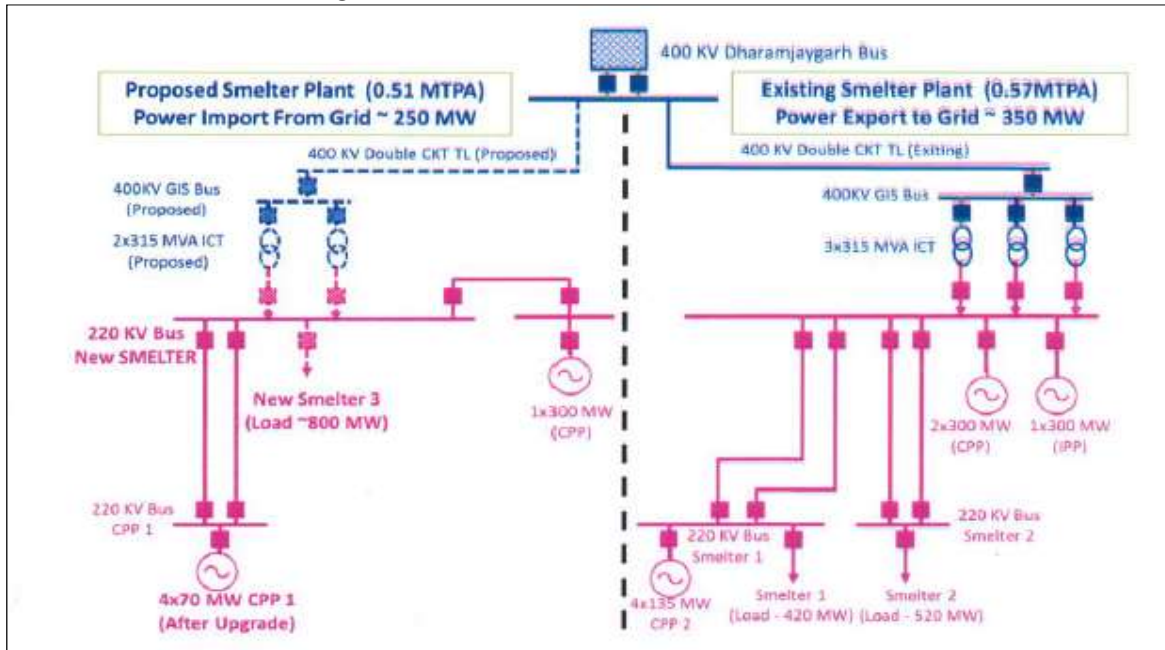 400 KV Dharamjaygarh Bus
Proposed Smelter Plant (0.51 MTPA)
Power Import From Grid ~ 250 MW
Existing Smelter Plant (0.57MTPA)
Power Export to Grid ~ 350 MW
400 KV Double CKT TL (Proposed)
400 KV Double CKT TL (Exiting)
400KV GIS Bus
(Proposed)
2x315 MVA ICT
(Proposed)
400KV GIS Bus
3x315 MVA ICT
220 KV Bus
New SMELTER
New Smelter 3
(Load ~800 MW)
1x300 MW
(CPP)
2x300 MW
(CPP)
1x300 MW
(IPP)
220 KV Bus
CPP 1
4x70 MW CPP 1
(After Upgrade)
220 KV Bus
Smelter 1
220 KV Bus
Smelter 2
4x135 MW
CPP 2
Smelter 1
(Load - 420 MW)
Smelter 2
(Load - 520 MW)